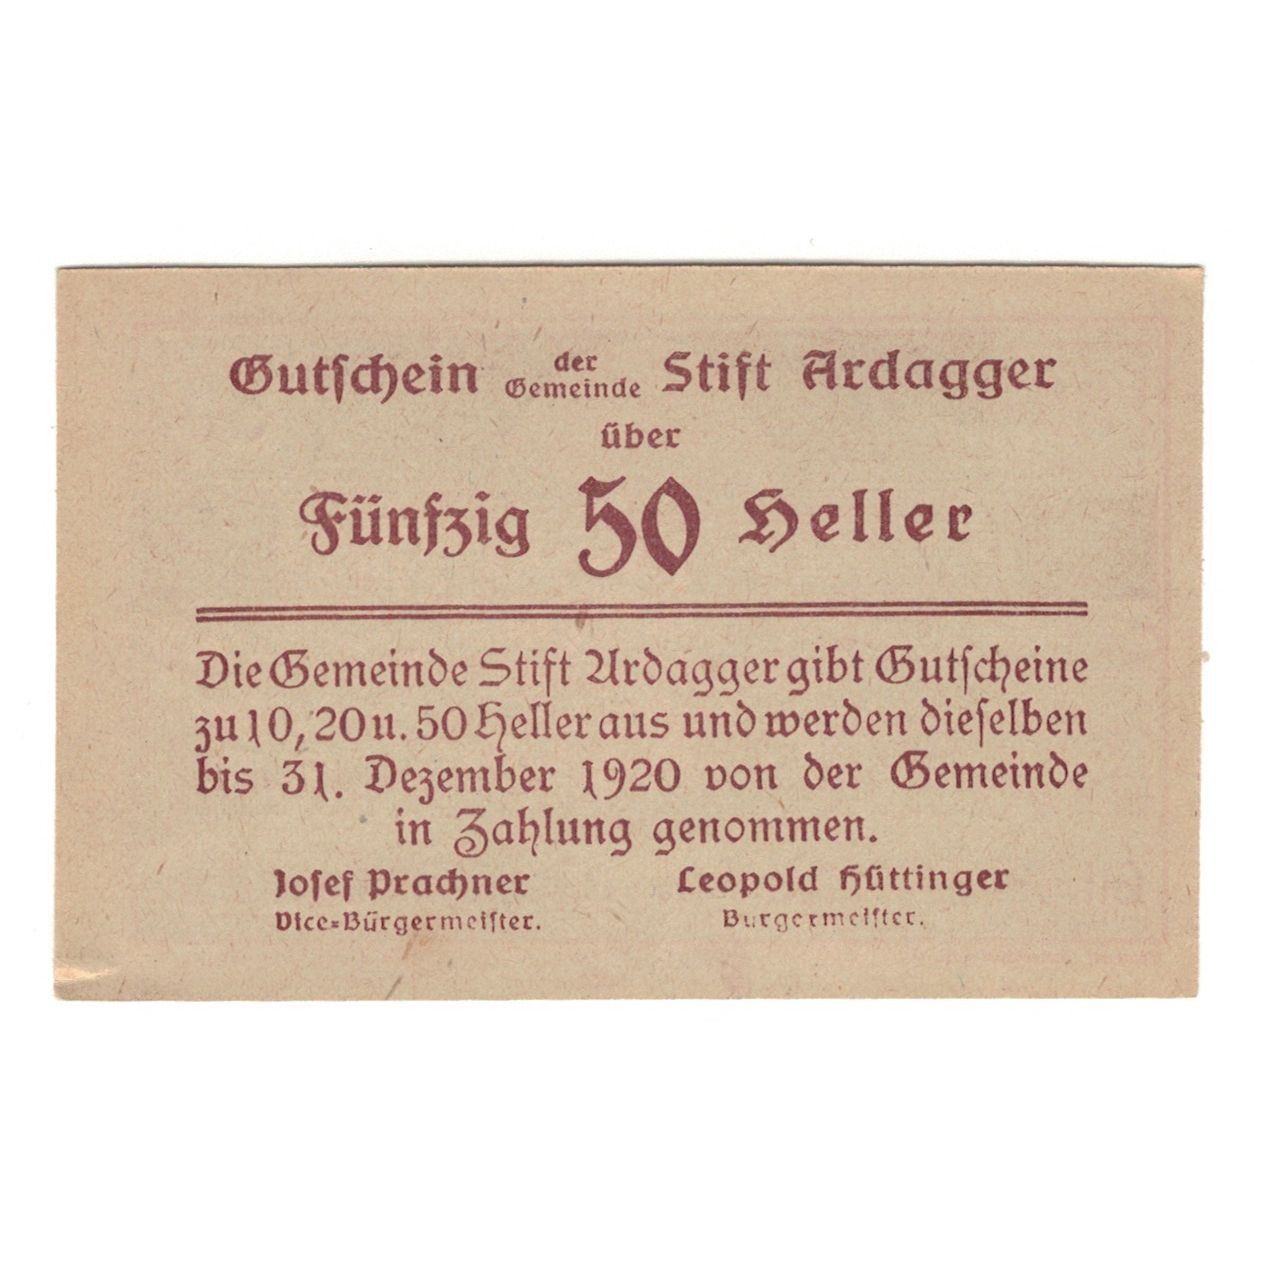 Gutschein der Gemeinde Stift Ardagger
über
Fünfzig 50 Heller
Die Gemeinde Stift Ardagger gibt Gutscheine
zu 10, 20 u. 50 Heller aus und werden dieselben
bis 31. Dezember 1920 von der Gemeinde
in Zahlung genommen.
Josef Prachner Leopold Hüttinger
Vice-Bürgermeister. Burgermeister.